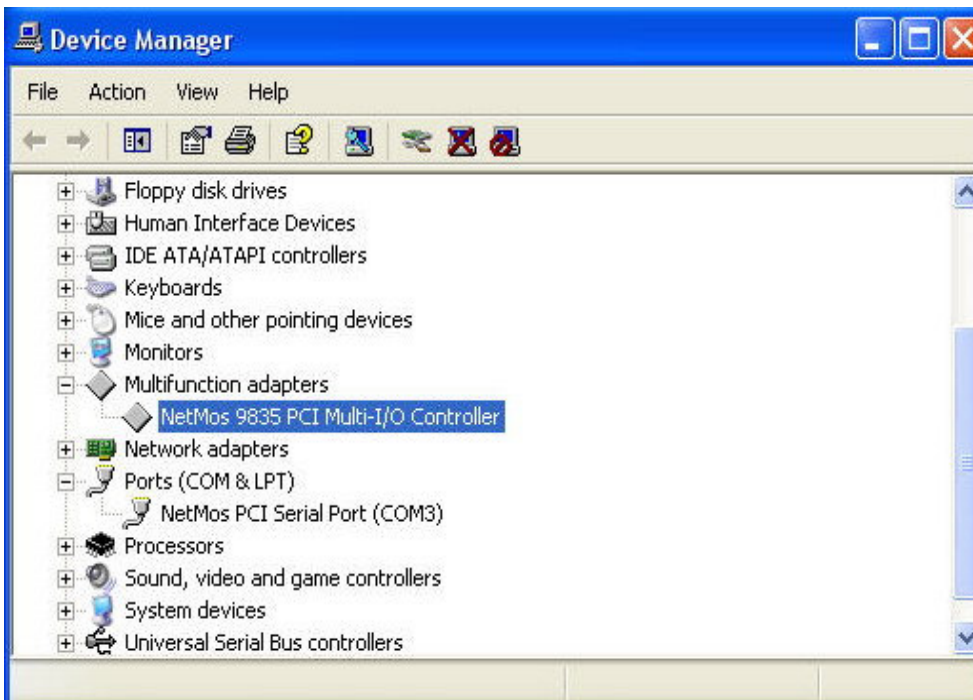 Device Manager
File Action View Help
Floppy disk drives
Human Interface Devices
IDE ATA/ATAPI controllers
Keyboards
Mice and other pointing devices
Monitors
Multifunction adapters
NetMos 9835 PCI Multi-I/O Controller
Network adapters
Ports (COM & LPT)
NetMos PCI Serial Port (COM3)
Processors
Sound, video and game controllers
System devices
Universal Serial Bus controllers